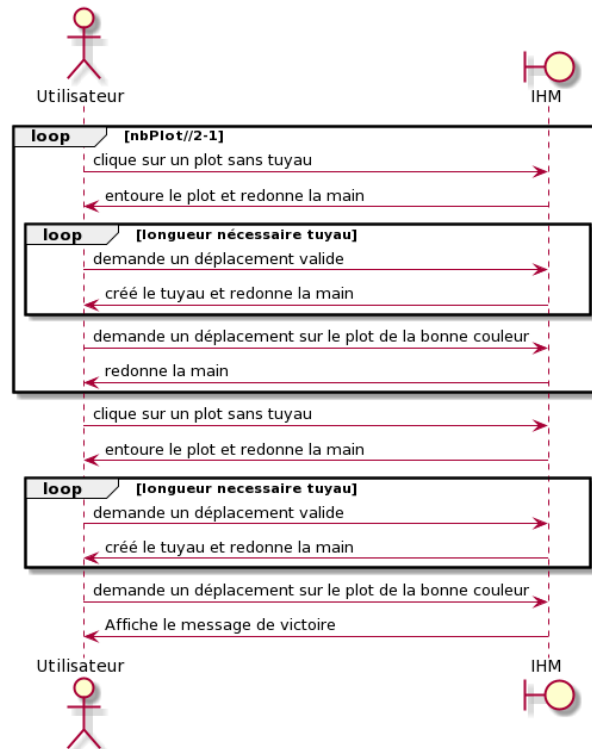 Utilisateur
IHM
loop [nbPlot//2-1]
clique sur un plot sans tuyau
entoure le plot et redonne la main
loop [longueur nécessaire tuyau]
demande un déplacement valide
créé le tuyau et redonne la main
demande un déplacement sur le plot de la bonne couleur
redonne la main
clique sur un plot sans tuyau
entoure le plot et redonne la main
loop [longueur necessaire tuyau]
demande un déplacement valide
créé le tuyau et redonne la main
demande un déplacement sur le plot de la bonne couleur
Affiche le message de victoire
Utilisateur
IHM